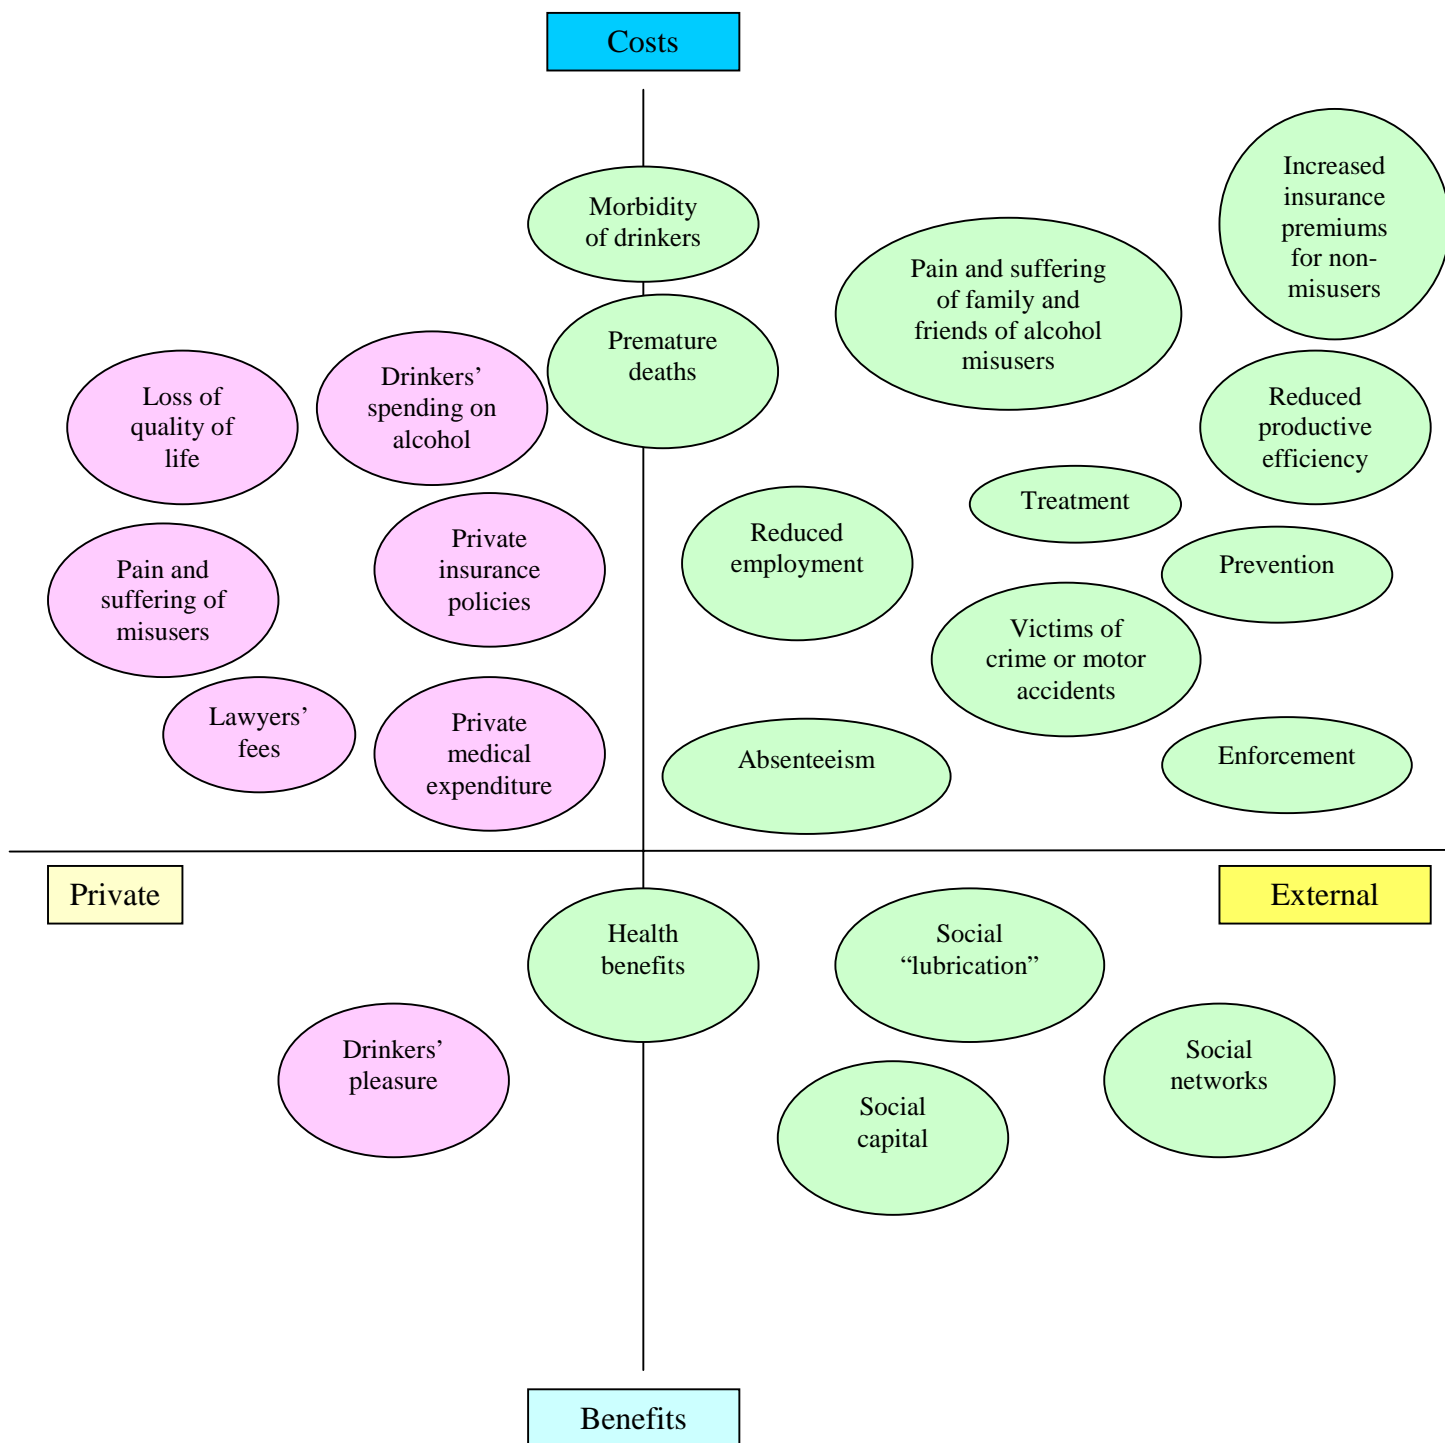 Costs
Morbidity
of drinkers
Increased
insurance
premiums
for non-
misusers
Pain and suffering
of family and
friends of alcohol
misusers
Premature
deaths
Drinkers’
spending on
alcohol
Loss of
quality of
life
Reduced
productive
efficiency
Treatment
Private
insurance
policies
Reduced
employment
Prevention
Pain and
suffering of
misusers
Victims of
crime or motor
accidents
Lawyers’
fees
Private
medical
expenditure
Absenteeism
Enforcement
Private
External
Health
benefits
Social
“lubrication”
Drinkers’
pleasure
Social
networks
Social
capital
Benefits